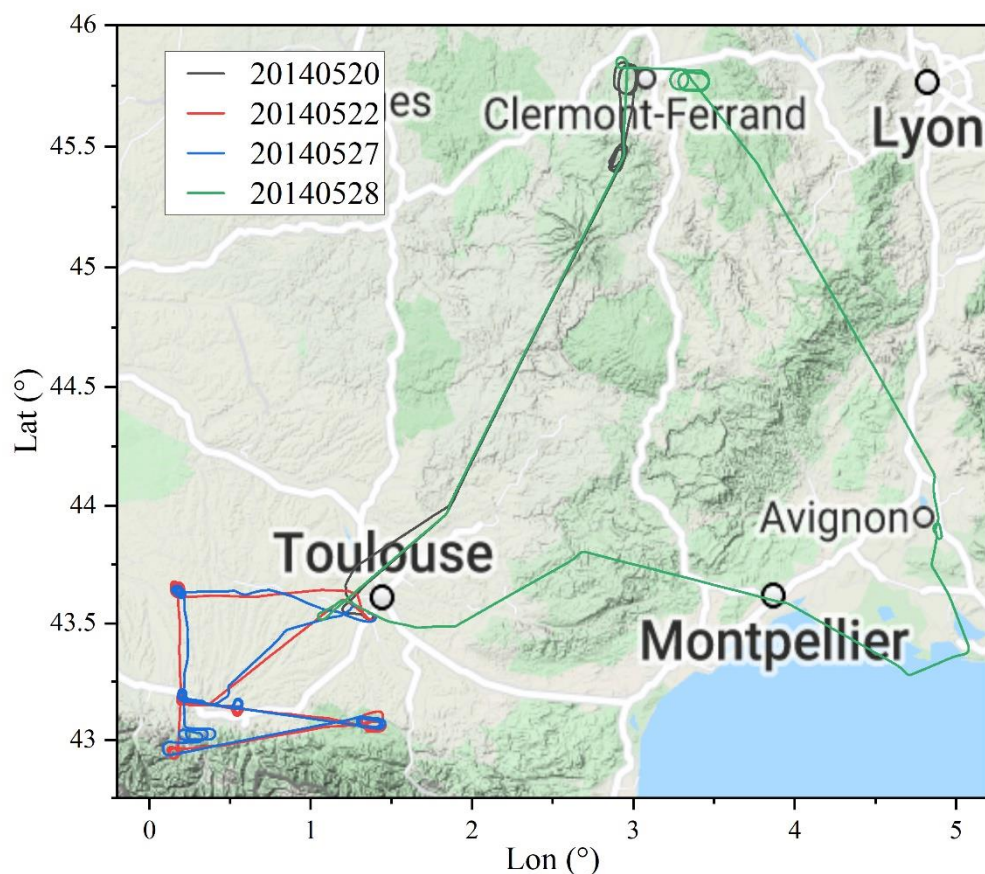 46
45.5
45
44.5
44
43.5
43
Lat (°)
20140520
20140522
20140527
20140528
es
Clermont-Ferrand
Lyon
Avignon
Toulouse
Montpellier
0
1
2
3
4
5
Lon (°)